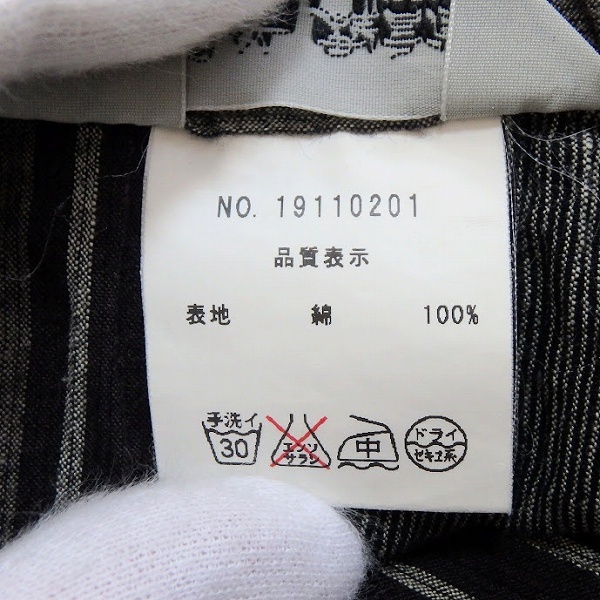 NO. 19110201
品質表示
表地 綿 100%
手洗イ
30
エンソ
サラシ
中
ドライ
セキユ系